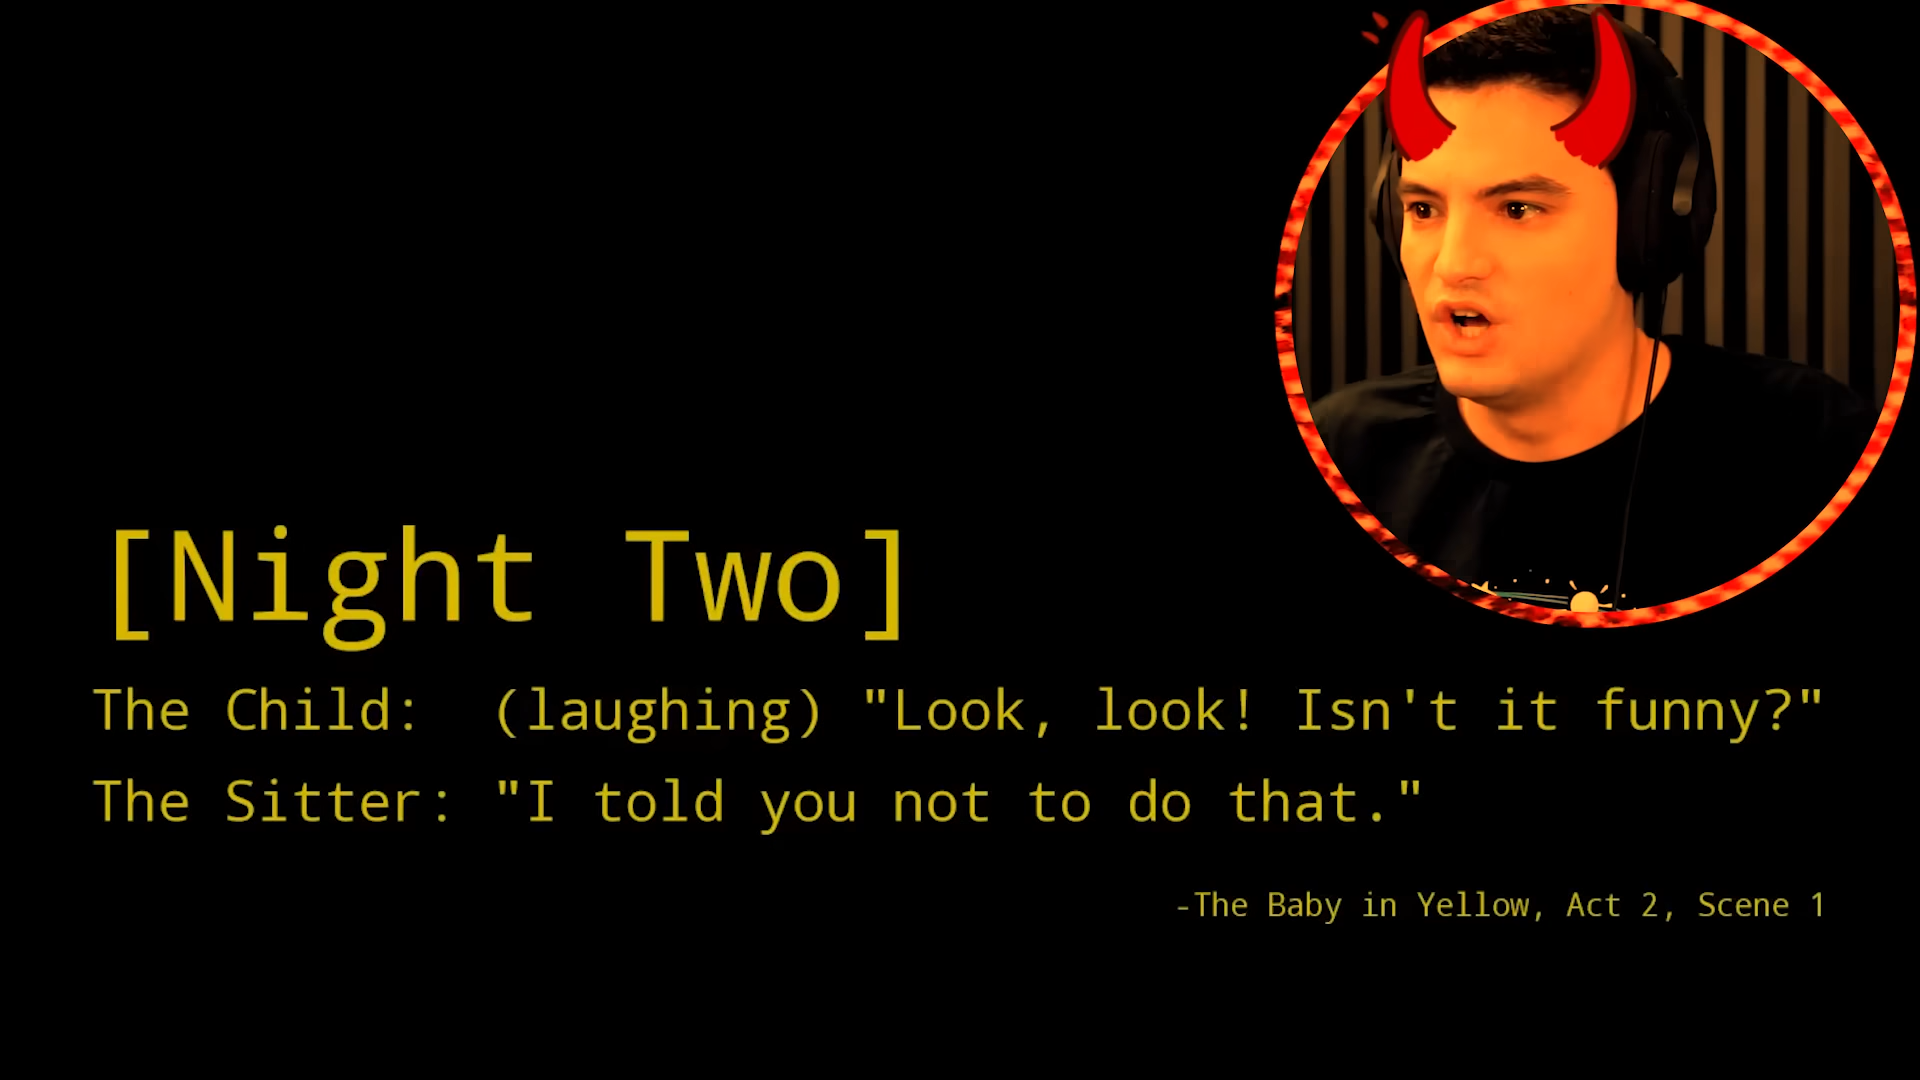 [Night Two]
The Child: (laughing) "Look, look! Isn't it funny?"
The Sitter: "I told you not to do that."
-The Baby in Yellow, Act 2, Scene 1